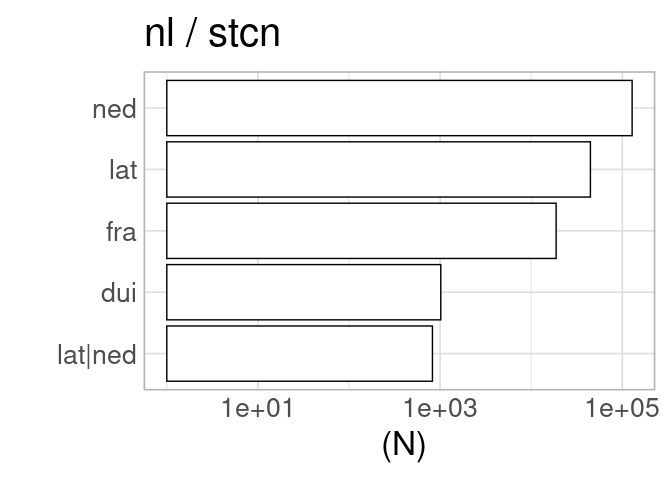 nl / stcn
ned
lat
fra
dui
lat|ned
1e+01 1e+03 1e+05
(N)